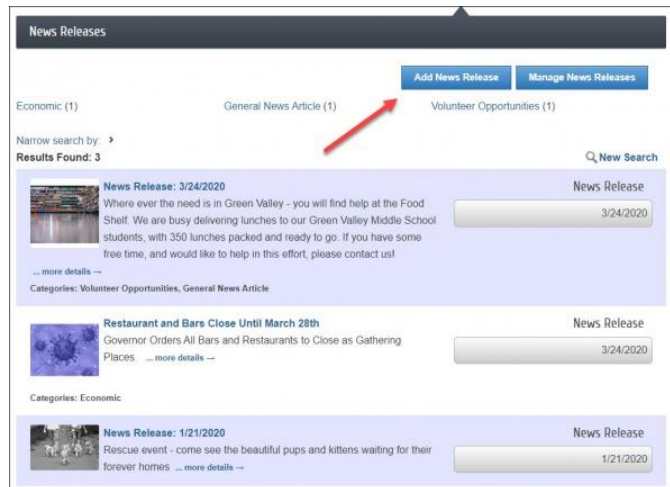 News Releases
Add News Release
Manage News Releases
Economic (1)
General News Article (1)
Volunteer Opportunities (1)
Narrow search by:
Results Found: 3
New Search
News Release: 3/24/2020
News Release
Where ever the need is in Green Valley - you will find help at the Food
3/24/2020
Shelf. We are busy delivering lunches to our Green Valley Middle School
students, with 350 lunches packed and ready to go. If you have some
free time, and would like to help in this effort, please contact us!
... more details →
Categories: Volunteer Opportunities, General News Article
Restaurant and Bars Close Until March 28th
News Release
Governor Orders All Bars and Restaurants to Close as Gathering
3/24/2020
Places. ... more details →
Categories: Economic
News Release: 1/21/2020
News Release
Rescue event - come see the beautiful pups and kittens waiting for their
1/21/2020
forever homes ... more details →